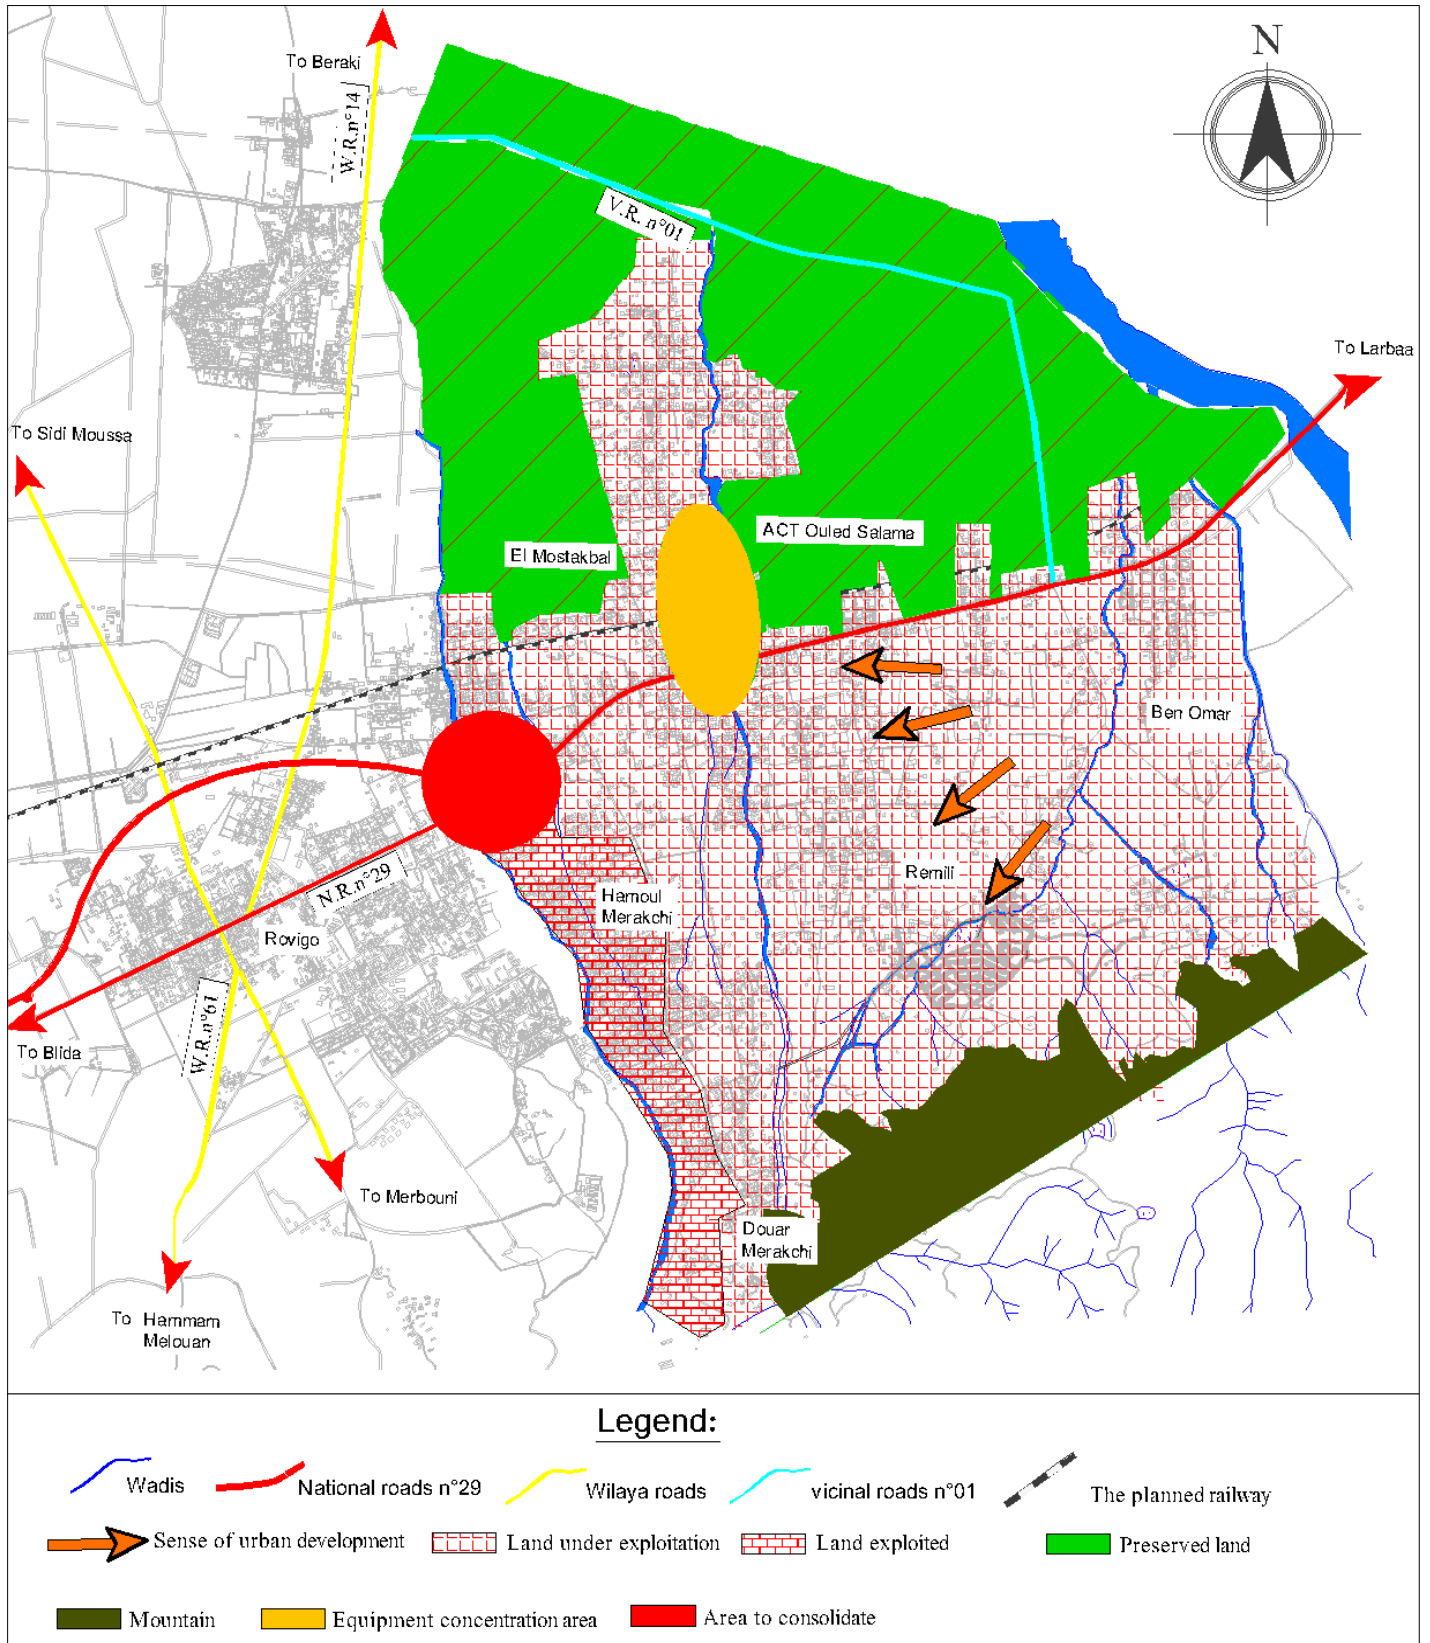 N
To Beraki
W.R.n°14
V.R. n°01
To Larbaa
To Sidi Moussa
ACT Ouled Salama
El Mostakbal
Ben Omar
Remili
Hamoul
Merakchi
N.R.n°29
Rovigo
W.R.n°61
To Blida
To Merbouni
Douar
Merakchi
To Hammam
Melouan
Legend:
Wadis
National roads n°29
Wilaya roads
vicinal roads n°01
The planned railway
Sense of urban development
Land under exploitation
Land exploited
Preserved land
Mountain
Equipment concentration area
Area to consolidate